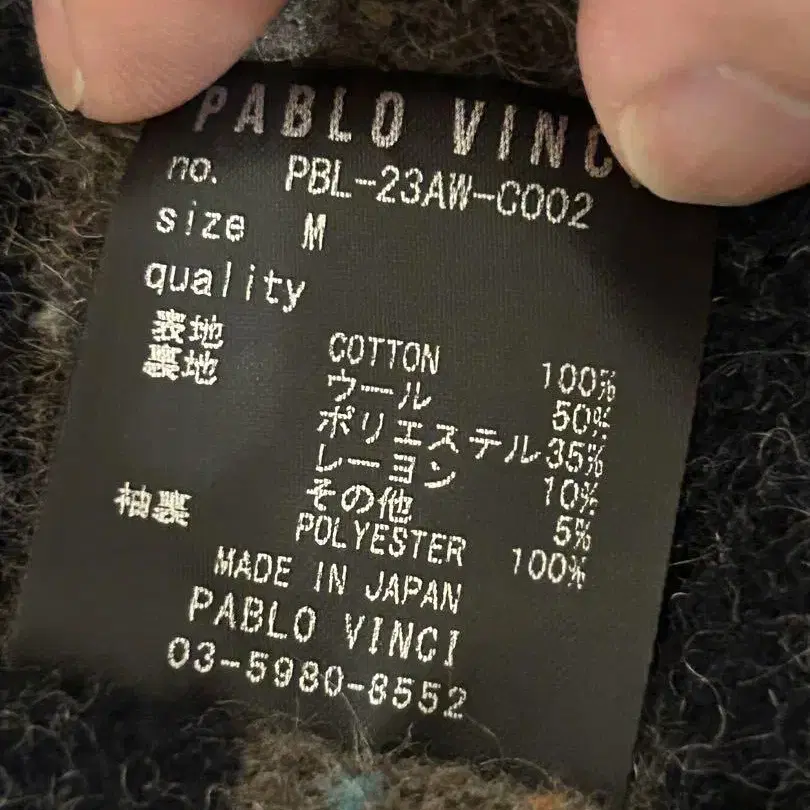 PABLO VINCI
no. PBL-23AW-C002
size M
quality
表地 COTTON 100%
裏地 ウール 50%
ポリエステル 35%
レーヨン 10%
その他 5%
袖裏 POLYESTER 100%
MADE IN JAPAN
PABLO VINCI
03-5980-8552